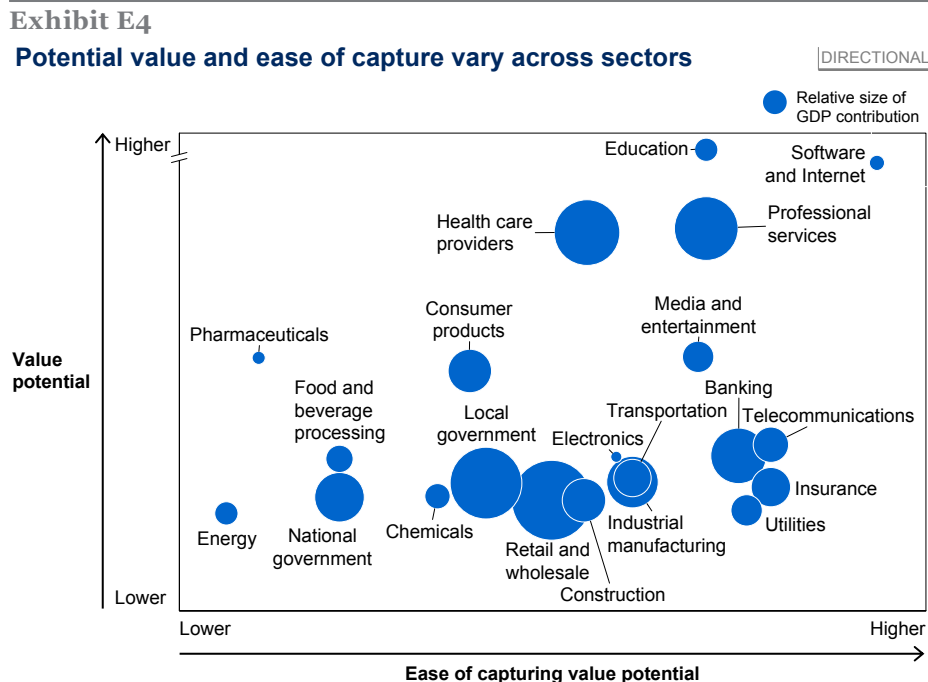 Exhibit E4
Potential value and ease of capture vary across sectors
DIRECTIONAL
Relative size of
GDP contribution
Higher
Education
Software
and Internet
Health care
providers
Professional
services
Consumer
products
Media and
entertainment
Pharmaceuticals
Value
potential
Food and
beverage
processing
Banking
Transportation
Telecommunications
Local
government
Electronics
Insurance
Energy
National
government
Chemicals
Retail and
wholesale
Industrial
manufacturing
Utilities
Construction
Lower
Lower
Higher
Ease of capturing value potential